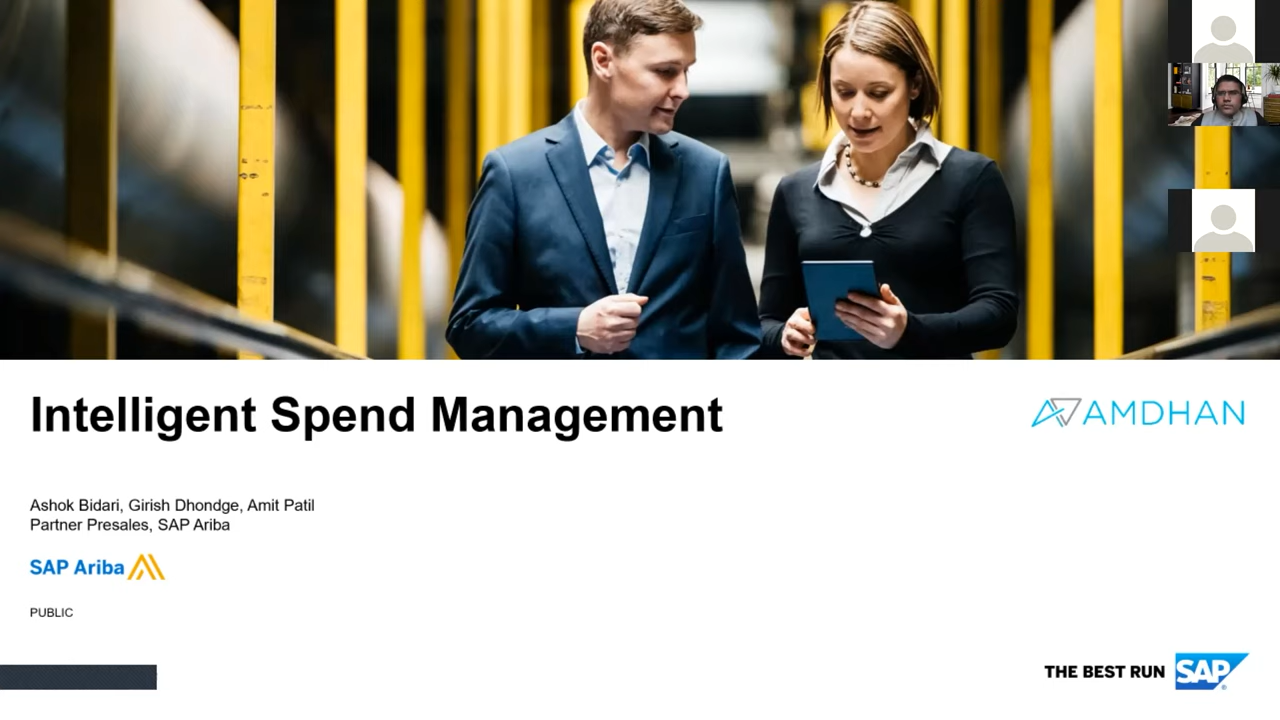 Intelligent Spend Management
AMDHAN
Ashok Bidari, Girish Dhondge, Amit Patil
Partner Presales, SAP Ariba
SAP Ariba
PUBLIC
THE BEST RUN SAP